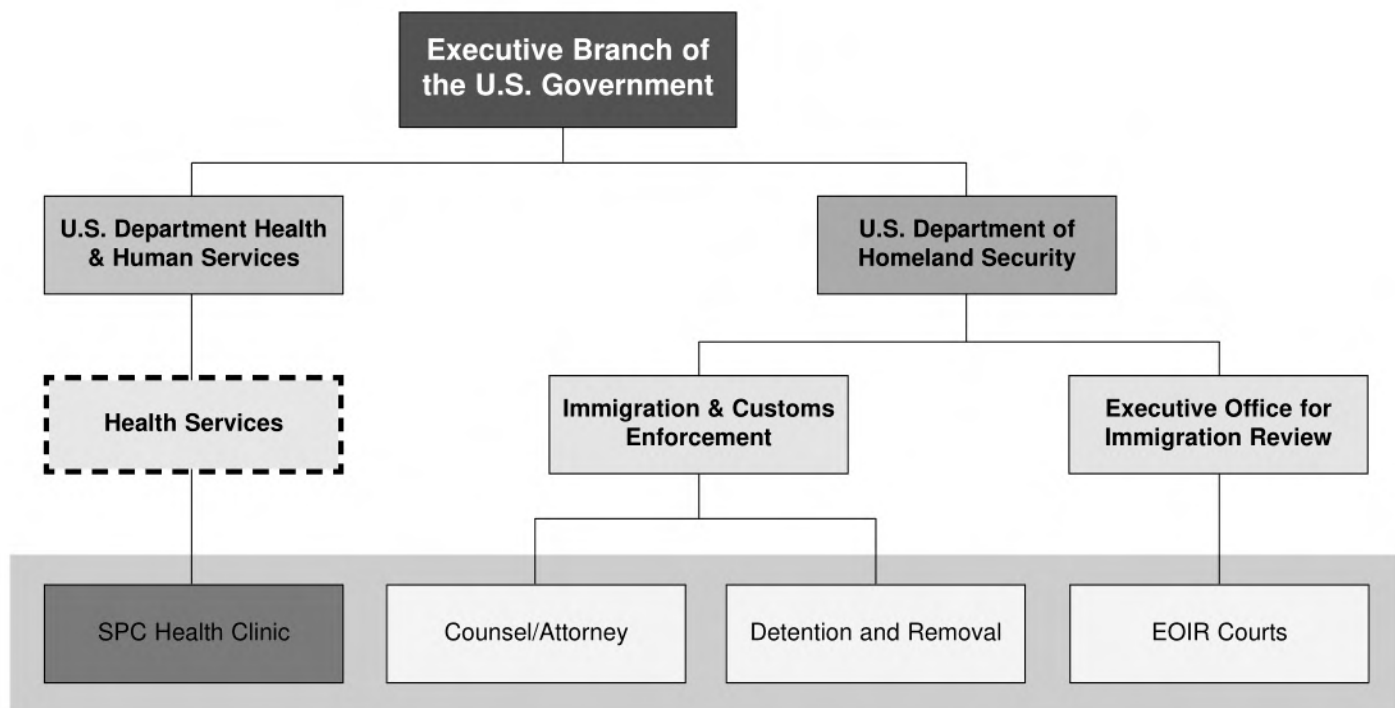 Executive Branch of
the U.S. Government
U.S. Department Health
& Human Services
U.S. Department of
Homeland Security
Health Services
Immigration & Customs
Enforcement
Executive Office for
Immigration Review
SPC Health Clinic
Counsel/Attorney
Detention and Removal
EOIR Courts